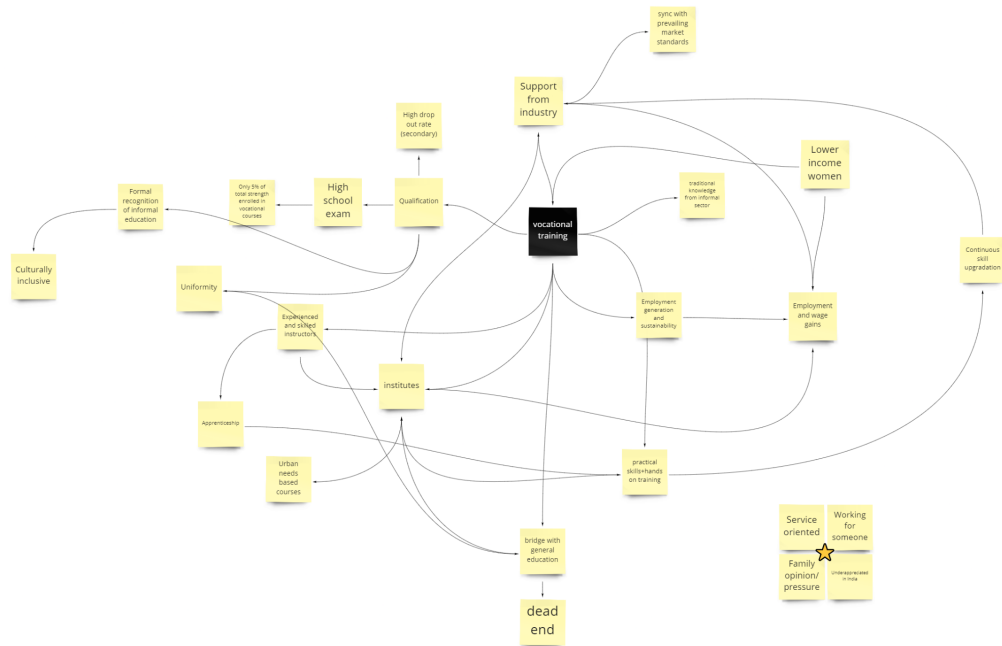 sync with
prevailing
market
standards
Support
from
industry
High drop
out rate
(secondary)
Lower
income
women
Formal
recognition
of informal
education
Only 5% of
total strength
enrolled in
vocational
courses
High
school
exam
Qualification
traditional
knowledge
from informal
sector
vocational
training
Culturally
inclusive
Uniformity
Continuous
skill
upgradation
Experienced
and skilled
instructors
Employment
generation
and
sustainability
Employment
and wage
gains
institutes
Apprenticeship
Urban
needs
based
courses
practical
skills+hands
on training
Service
oriented
Working
for
someone
bridge with
general
education
Family
opinion/
pressure
Underappreciated
in India
dead
end